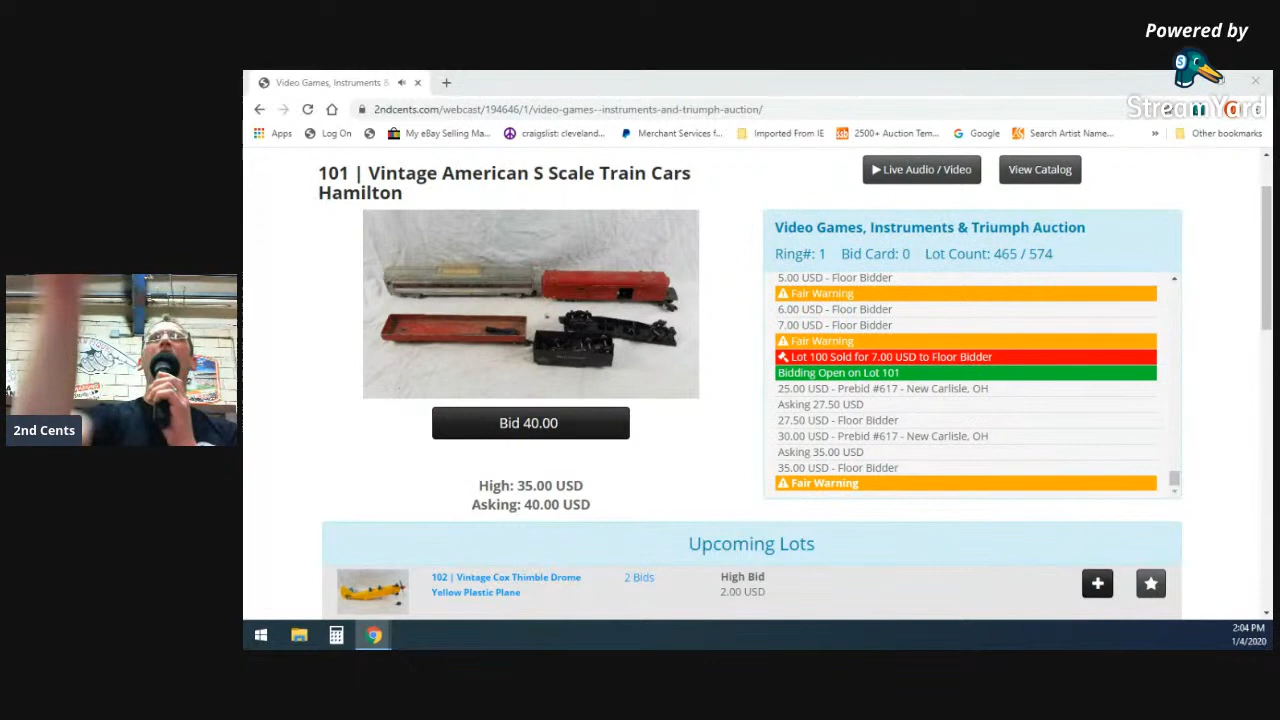 Powered by
S
StreamYard
Video Games, Instruments &
2ndcents.com/webcast/194646/1/video-games--instruments-and-triumph-auction/
Apps
Log On
My eBay Selling Ma...
craigslist: cleveland...
Merchant Services f...
Imported From IE
2500+ Auction Tem...
Google
Search Artist Name...
»
Other bookmarks
101 | Vintage American S Scale Train Cars
Hamilton
Live Audio / Video
View Catalog
Video Games, Instruments & Triumph Auction
Ring#: 1 Bid Card: 0 Lot Count: 465 / 574
5.00 USD - Floor Bidder
Fair Warning
6.00 USD - Floor Bidder
7.00 USD - Floor Bidder
Fair Warning
Lot 100 Sold for 7.00 USD to Floor Bidder
Bidding Open on Lot 101
25.00 USD - Prebid #617 - New Carlisle, OH
Asking 27.50 USD
27.50 USD - Floor Bidder
30.00 USD - Prebid #617 - New Carlisle, OH
Asking 35.00 USD
35.00 USD - Floor Bidder
Fair Warning
Bid 40.00
High: 35.00 USD
Asking: 40.00 USD
2nd Cents
Upcoming Lots
102 | Vintage Cox Thimble Drome
Yellow Plastic Plane
2 Bids
High Bid
2.00 USD
2:04 PM
1/4/2020